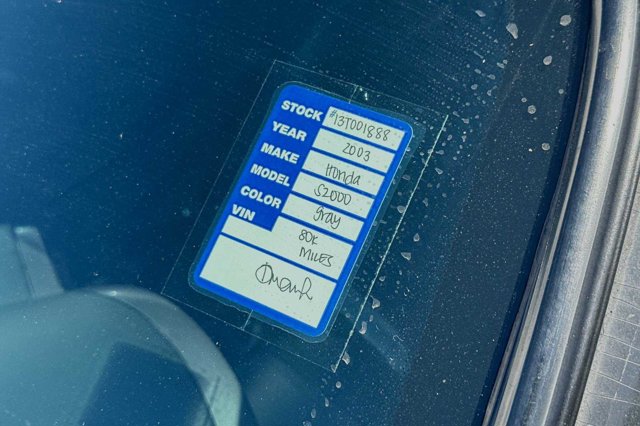 STOCK #13T001888
YEAR 2003
MAKE Honda
MODEL S2000
COLOR gray
VIN 80K
MILES